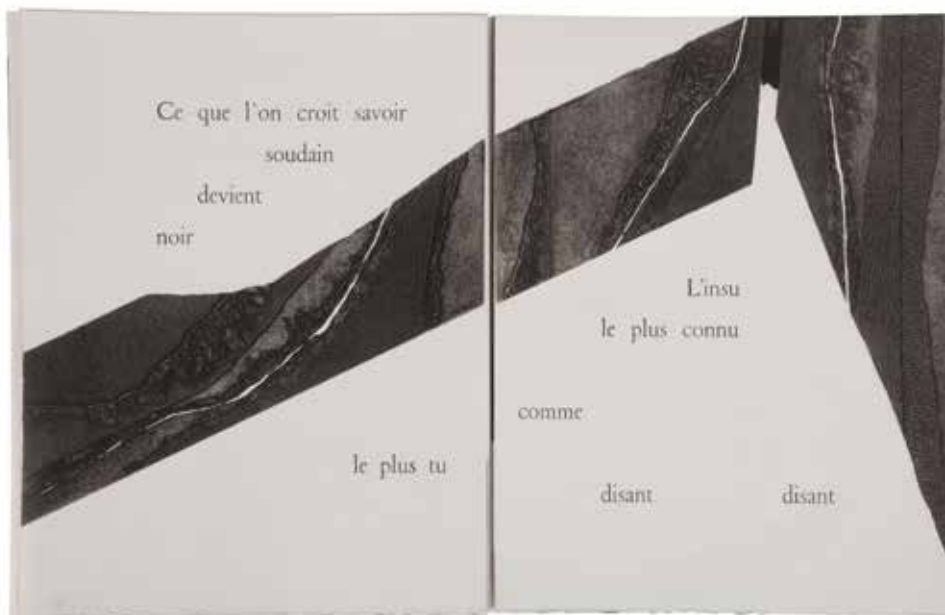 Ce que l'on croit savoir
soudain
devient
noir
le plus tu
L'insu
le plus connu
comme
disant disant